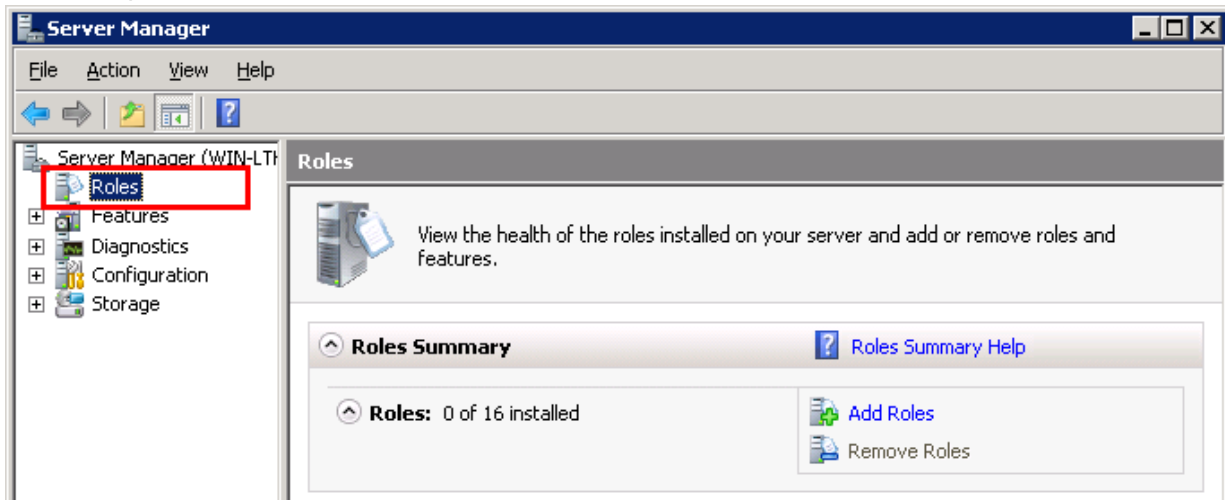 Server Manager
File Action View Help
Server Manager (WIN-LTH
Roles
Features
Diagnostics
Configuration
Storage
Roles
View the health of the roles installed on your server and add or remove roles and
features.
Roles Summary
Roles Summary Help
Roles: 0 of 16 installed
Add Roles
Remove Roles